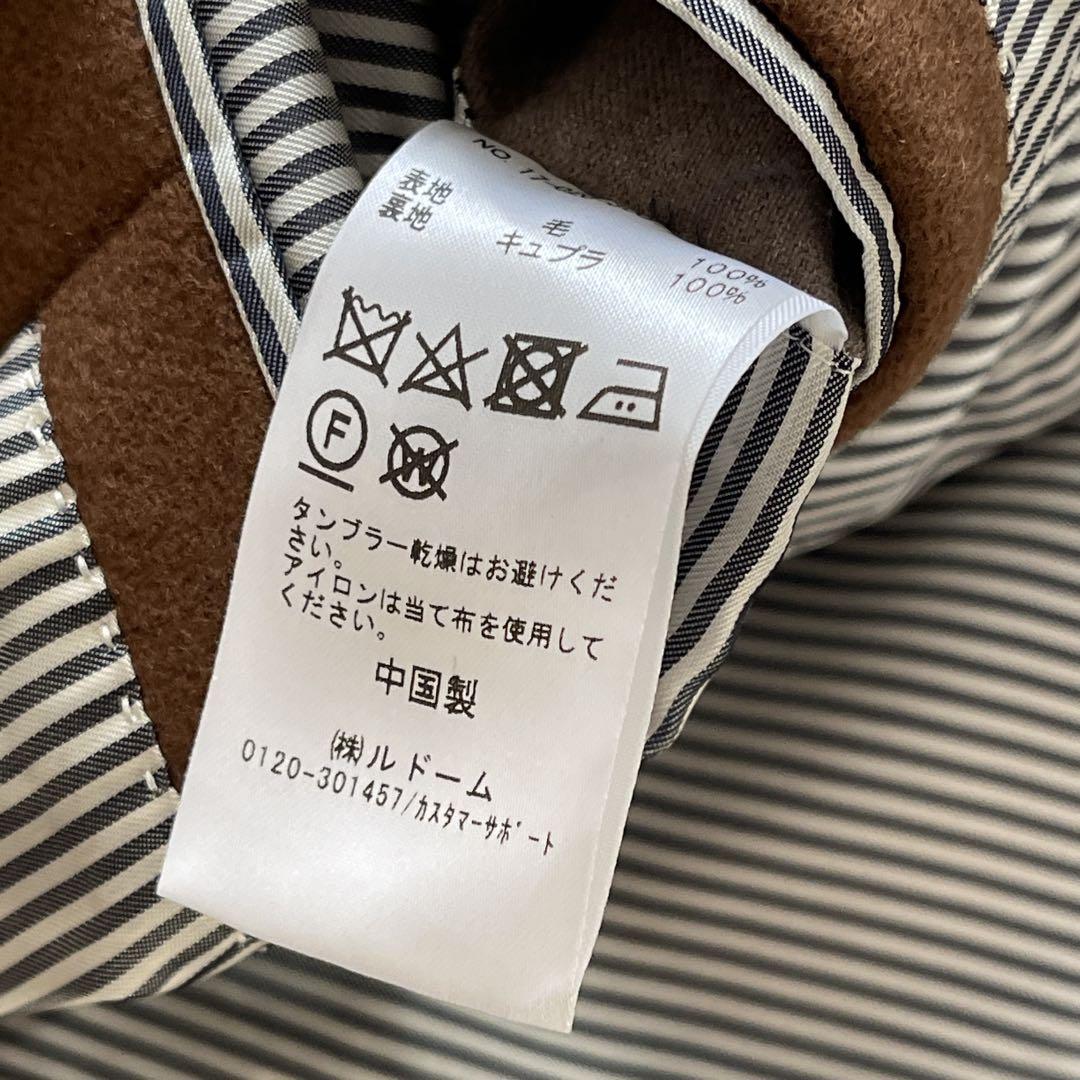 NO. 17-
表地 毛 100%
裏地 キュプラ 100%
F
W
タンブラー乾燥はお避けくだ
さい。
アイロンは当て布を使用して
ください。
中国製
(株)ルドーム
0120-301457/カスタマーサポート